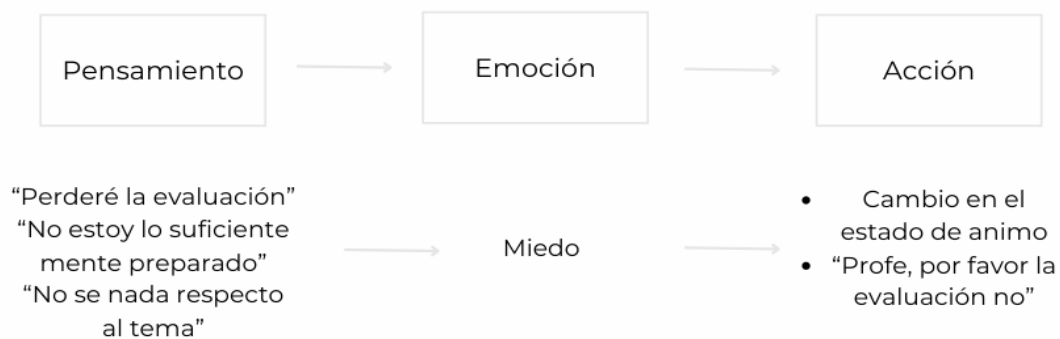 Pensamiento
Emoción
Acción
“Perderé la evaluación”
“No estoy lo suficiente
mente preparado”
“No se nada respecto
al tema”
Miedo
• Cambio en el
estado de animo
• “Profe, por favor la
evaluación no”